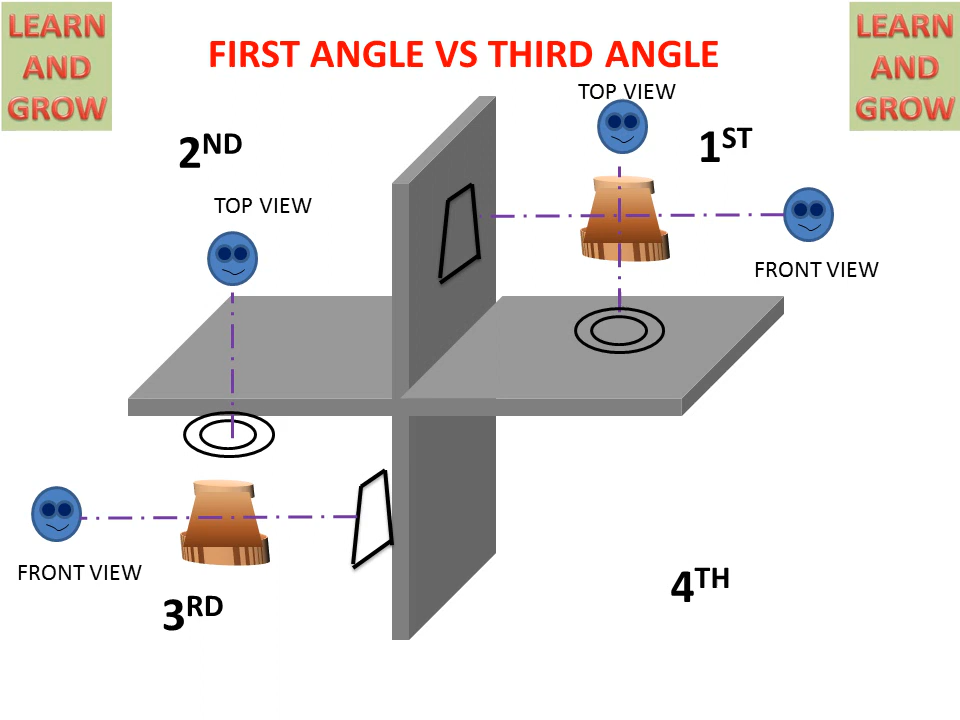 LEARN
AND
GROW
FIRST ANGLE VS THIRD ANGLE
LEARN
AND
GROW
TOP VIEW
2ND
1ST
TOP VIEW
FRONT VIEW
FRONT VIEW
3RD
4TH